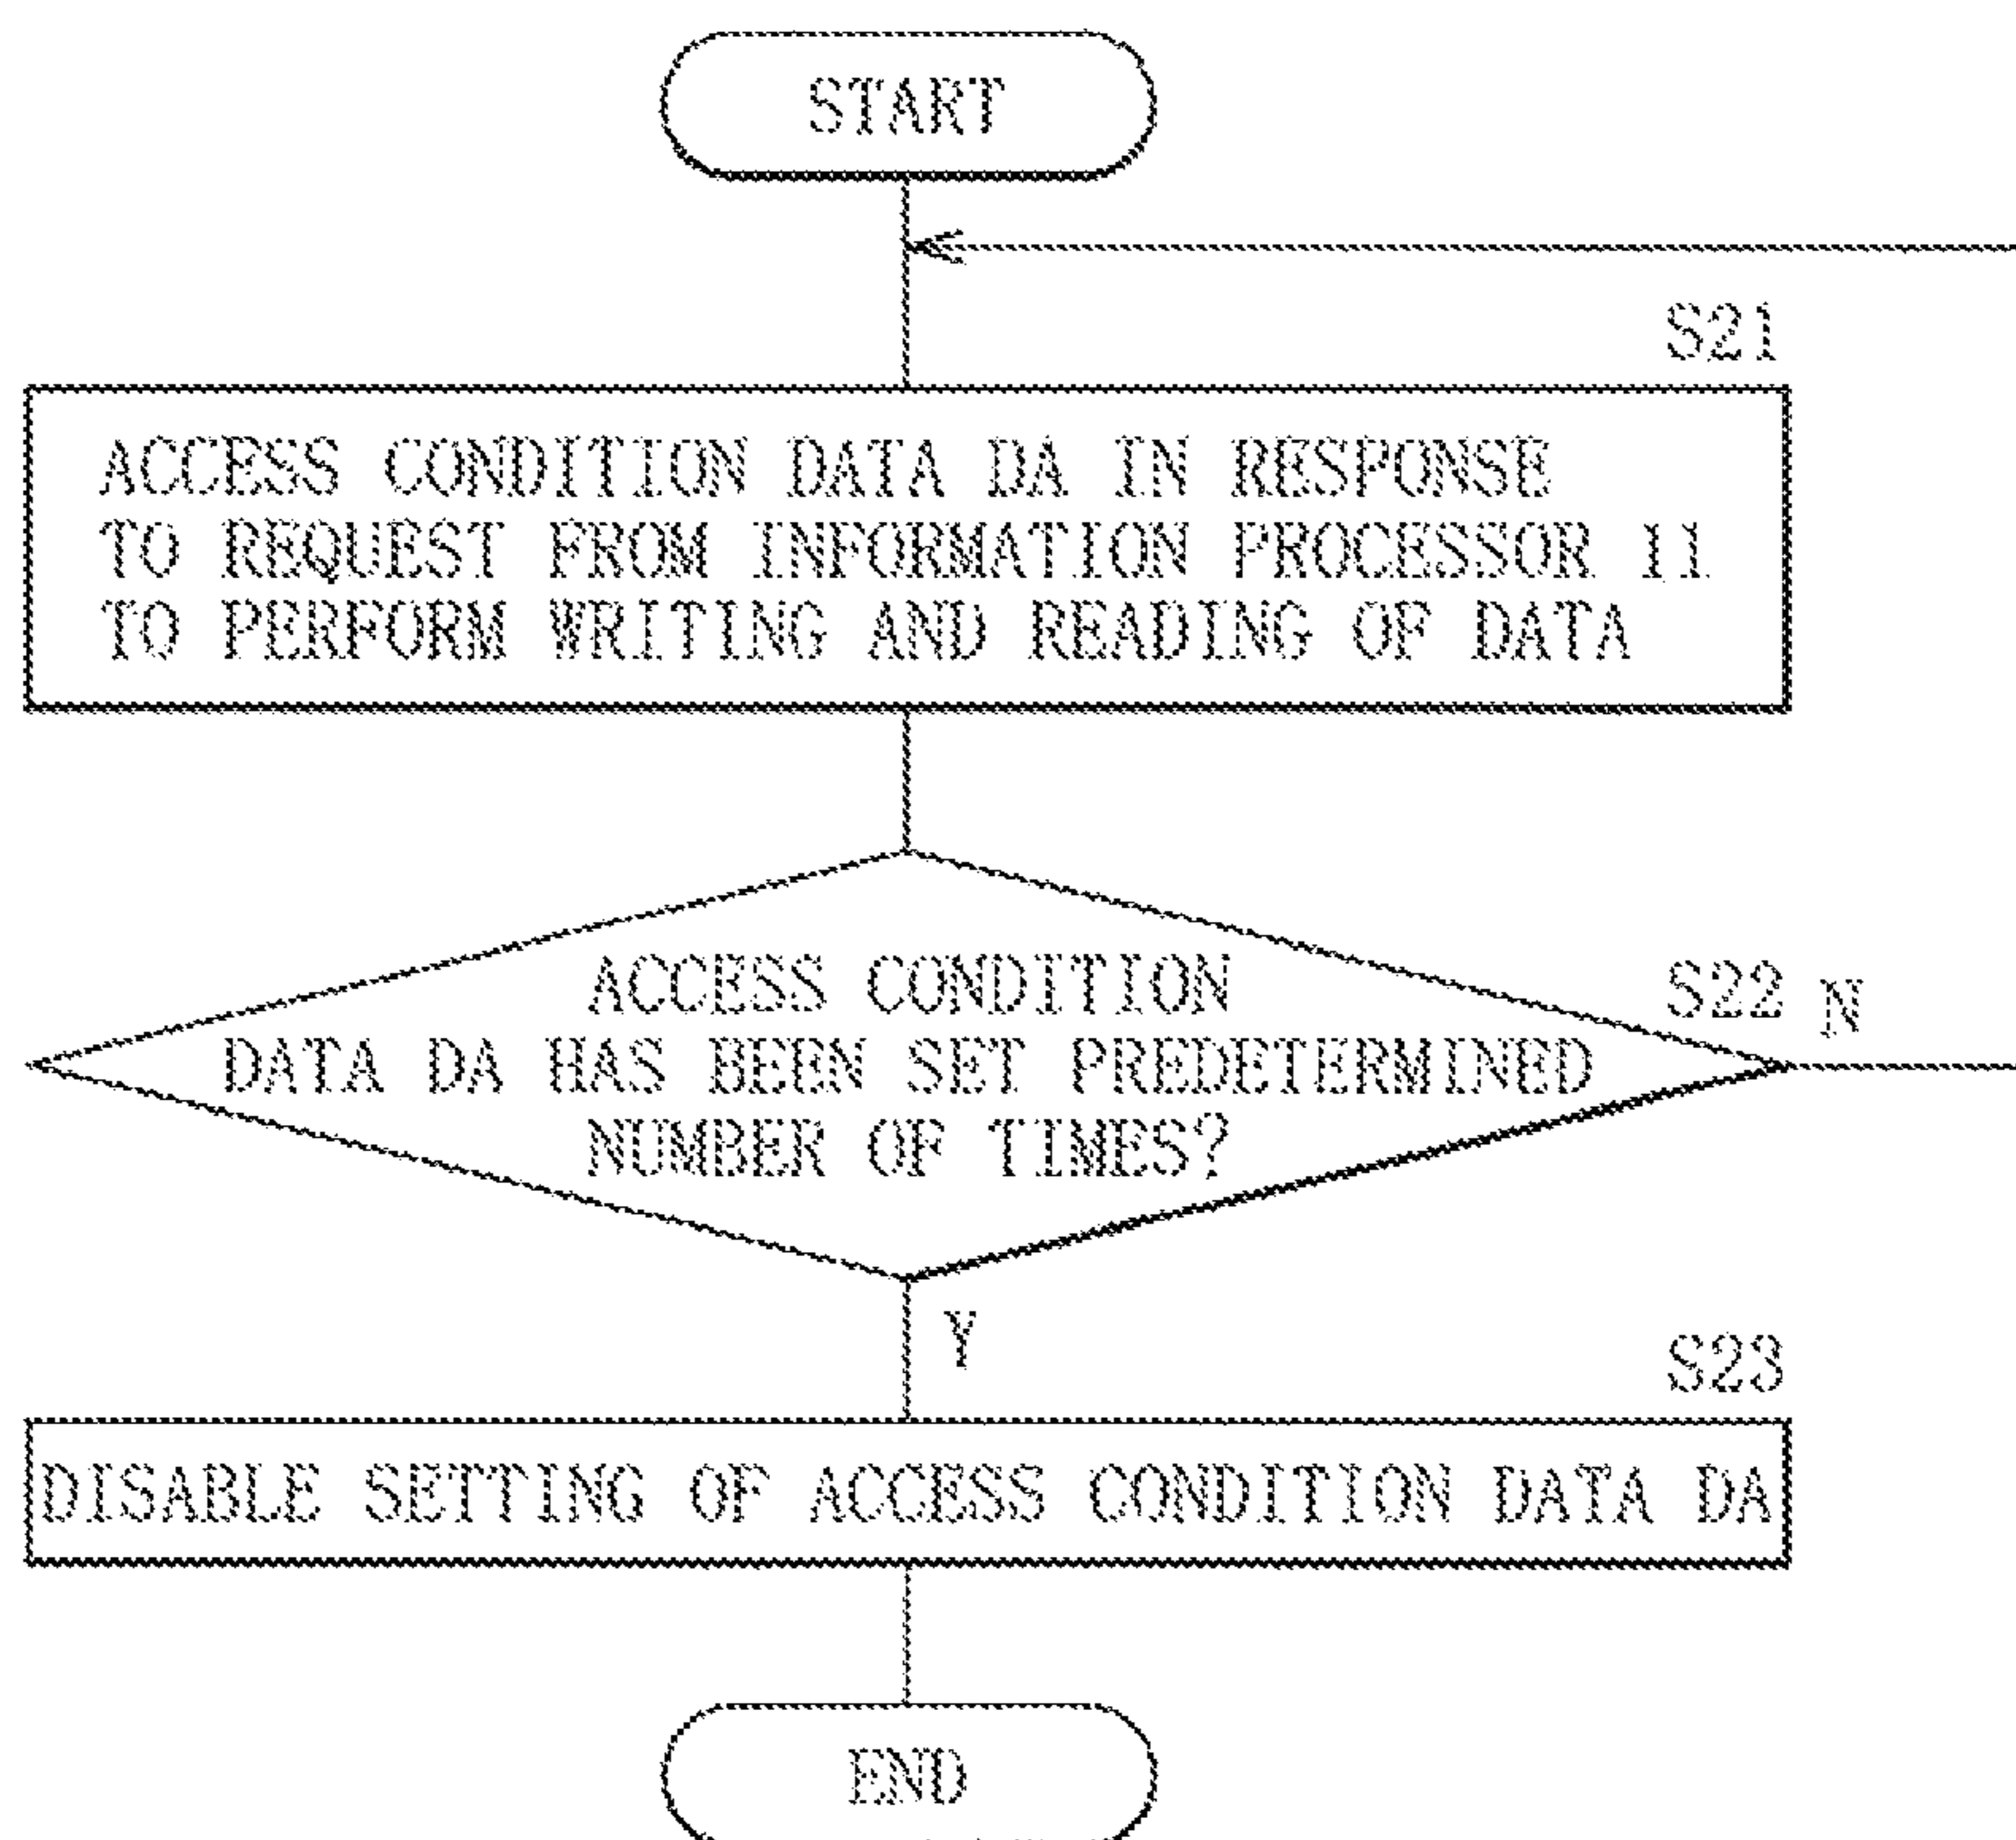 START
S21
ACCESS CONDITION DATA DA IN RESPONSE
TO REQUEST FROM INFORMATION PROCESSOR 11
TO PERFORM WRITING AND READING OF DATA
S22 N
ACCESS CONDITION
DATA DA HAS BEEN SET PREDETERMINED
NUMBER OF TIMES?
Y
S23
DISABLE SETTING OF ACCESS CONDITION DATA DA
END